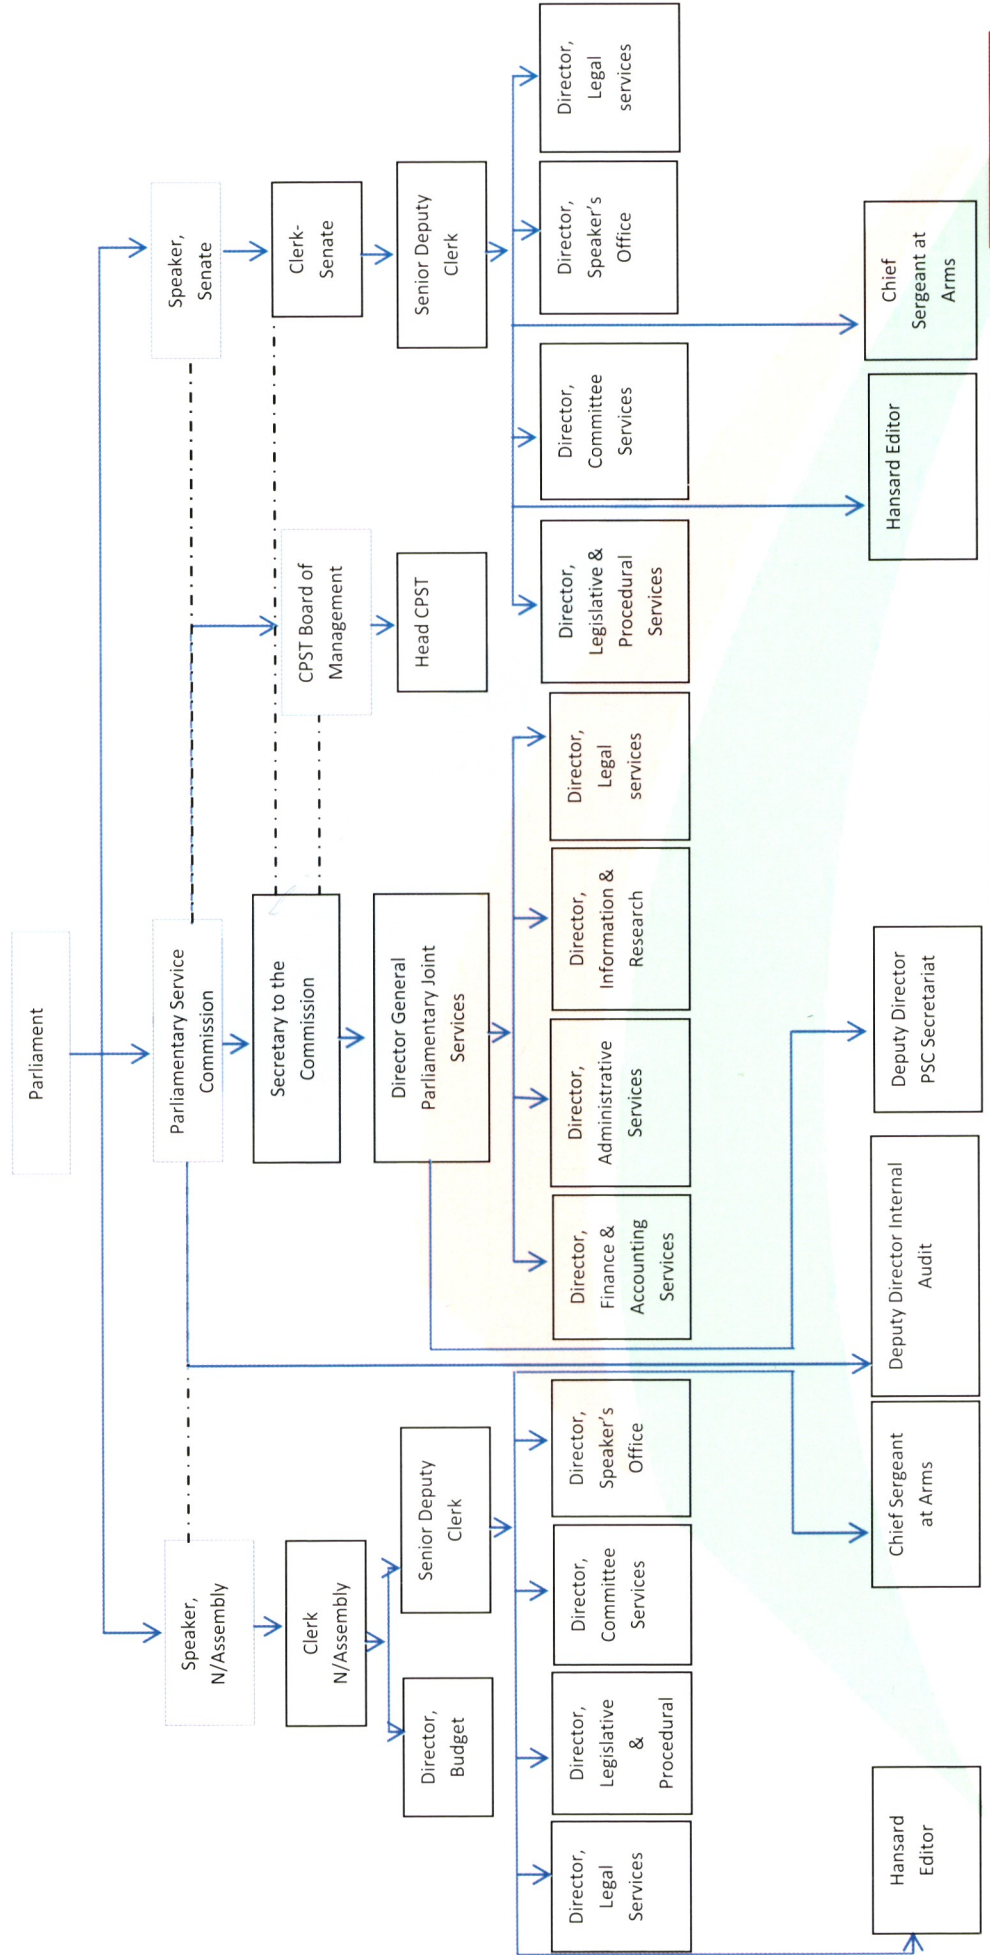 Parliament
Speaker,
N/Assembly
Parliamentary Service
Commission
Speaker,
Senate
Clerk
N/Assembly
Secretary to the
Commission
CPST Board of
Management
Clerk-
Senate
Director,
Budget
Senior Deputy
Clerk
Director General
Parliamentary Joint
Services
Head CPST
Senior Deputy
Clerk
Director,
Legal
Services
Director,
Legislative
&
Procedural
Director,
Committee
Services
Director,
Speaker's
Office
Director,
Finance &
Accounting
Services
Director,
Administrative
Services
Director,
Information &
Research
Director,
Legal
services
Director,
Legislative &
Procedural
Services
Director,
Committee
Services
Director,
Speaker's
Office
Director,
Legal
services
Hansard
Editor
Chief Sergeant
at Arms
Deputy Director Internal
Audit
Deputy Director
PSC Secretariat
Hansard Editor
Chief
Sergeant at
Arms